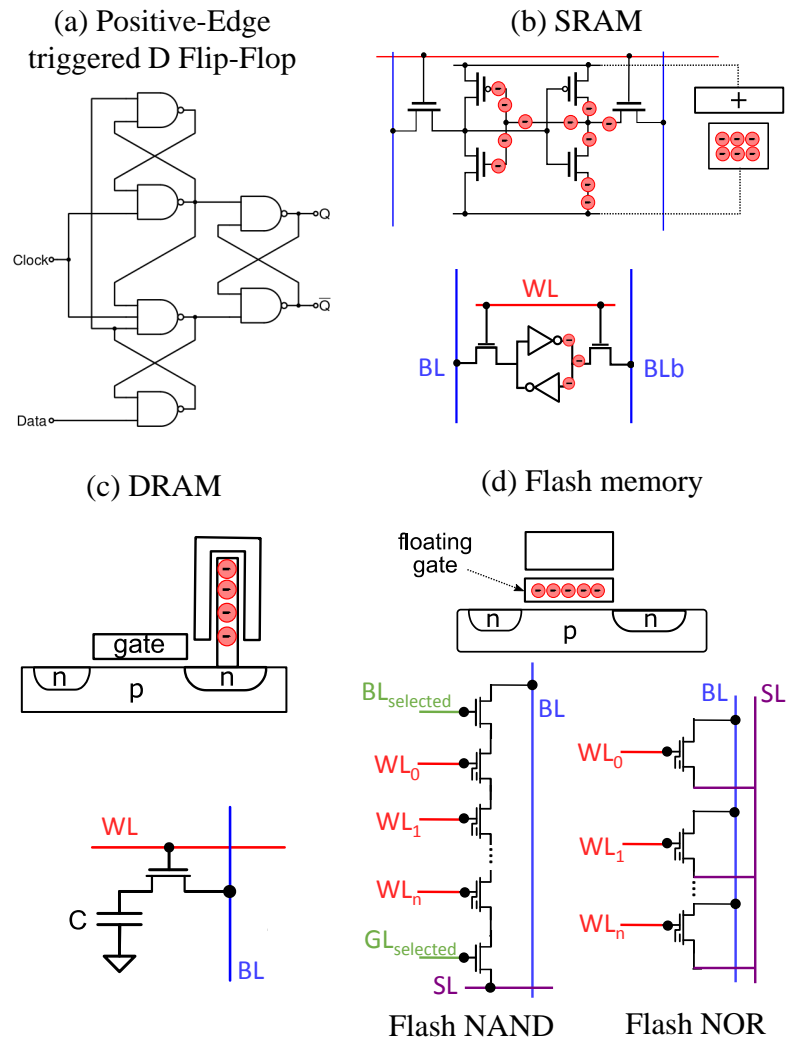 (a) Positive-Edge
triggered D Flip-Flop
Clock
Data
Q
Q̅
(b) SRAM
+
WL
BL
BLb
(c) DRAM
gate
n
p
n
WL
C
BL
(d) Flash memory
floating
gate
n
p
n
BLselected
BL
WL0
WL1
WLn
GLselected
SL
Flash NAND
BL
SL
WL0
WL1
WLn
Flash NOR